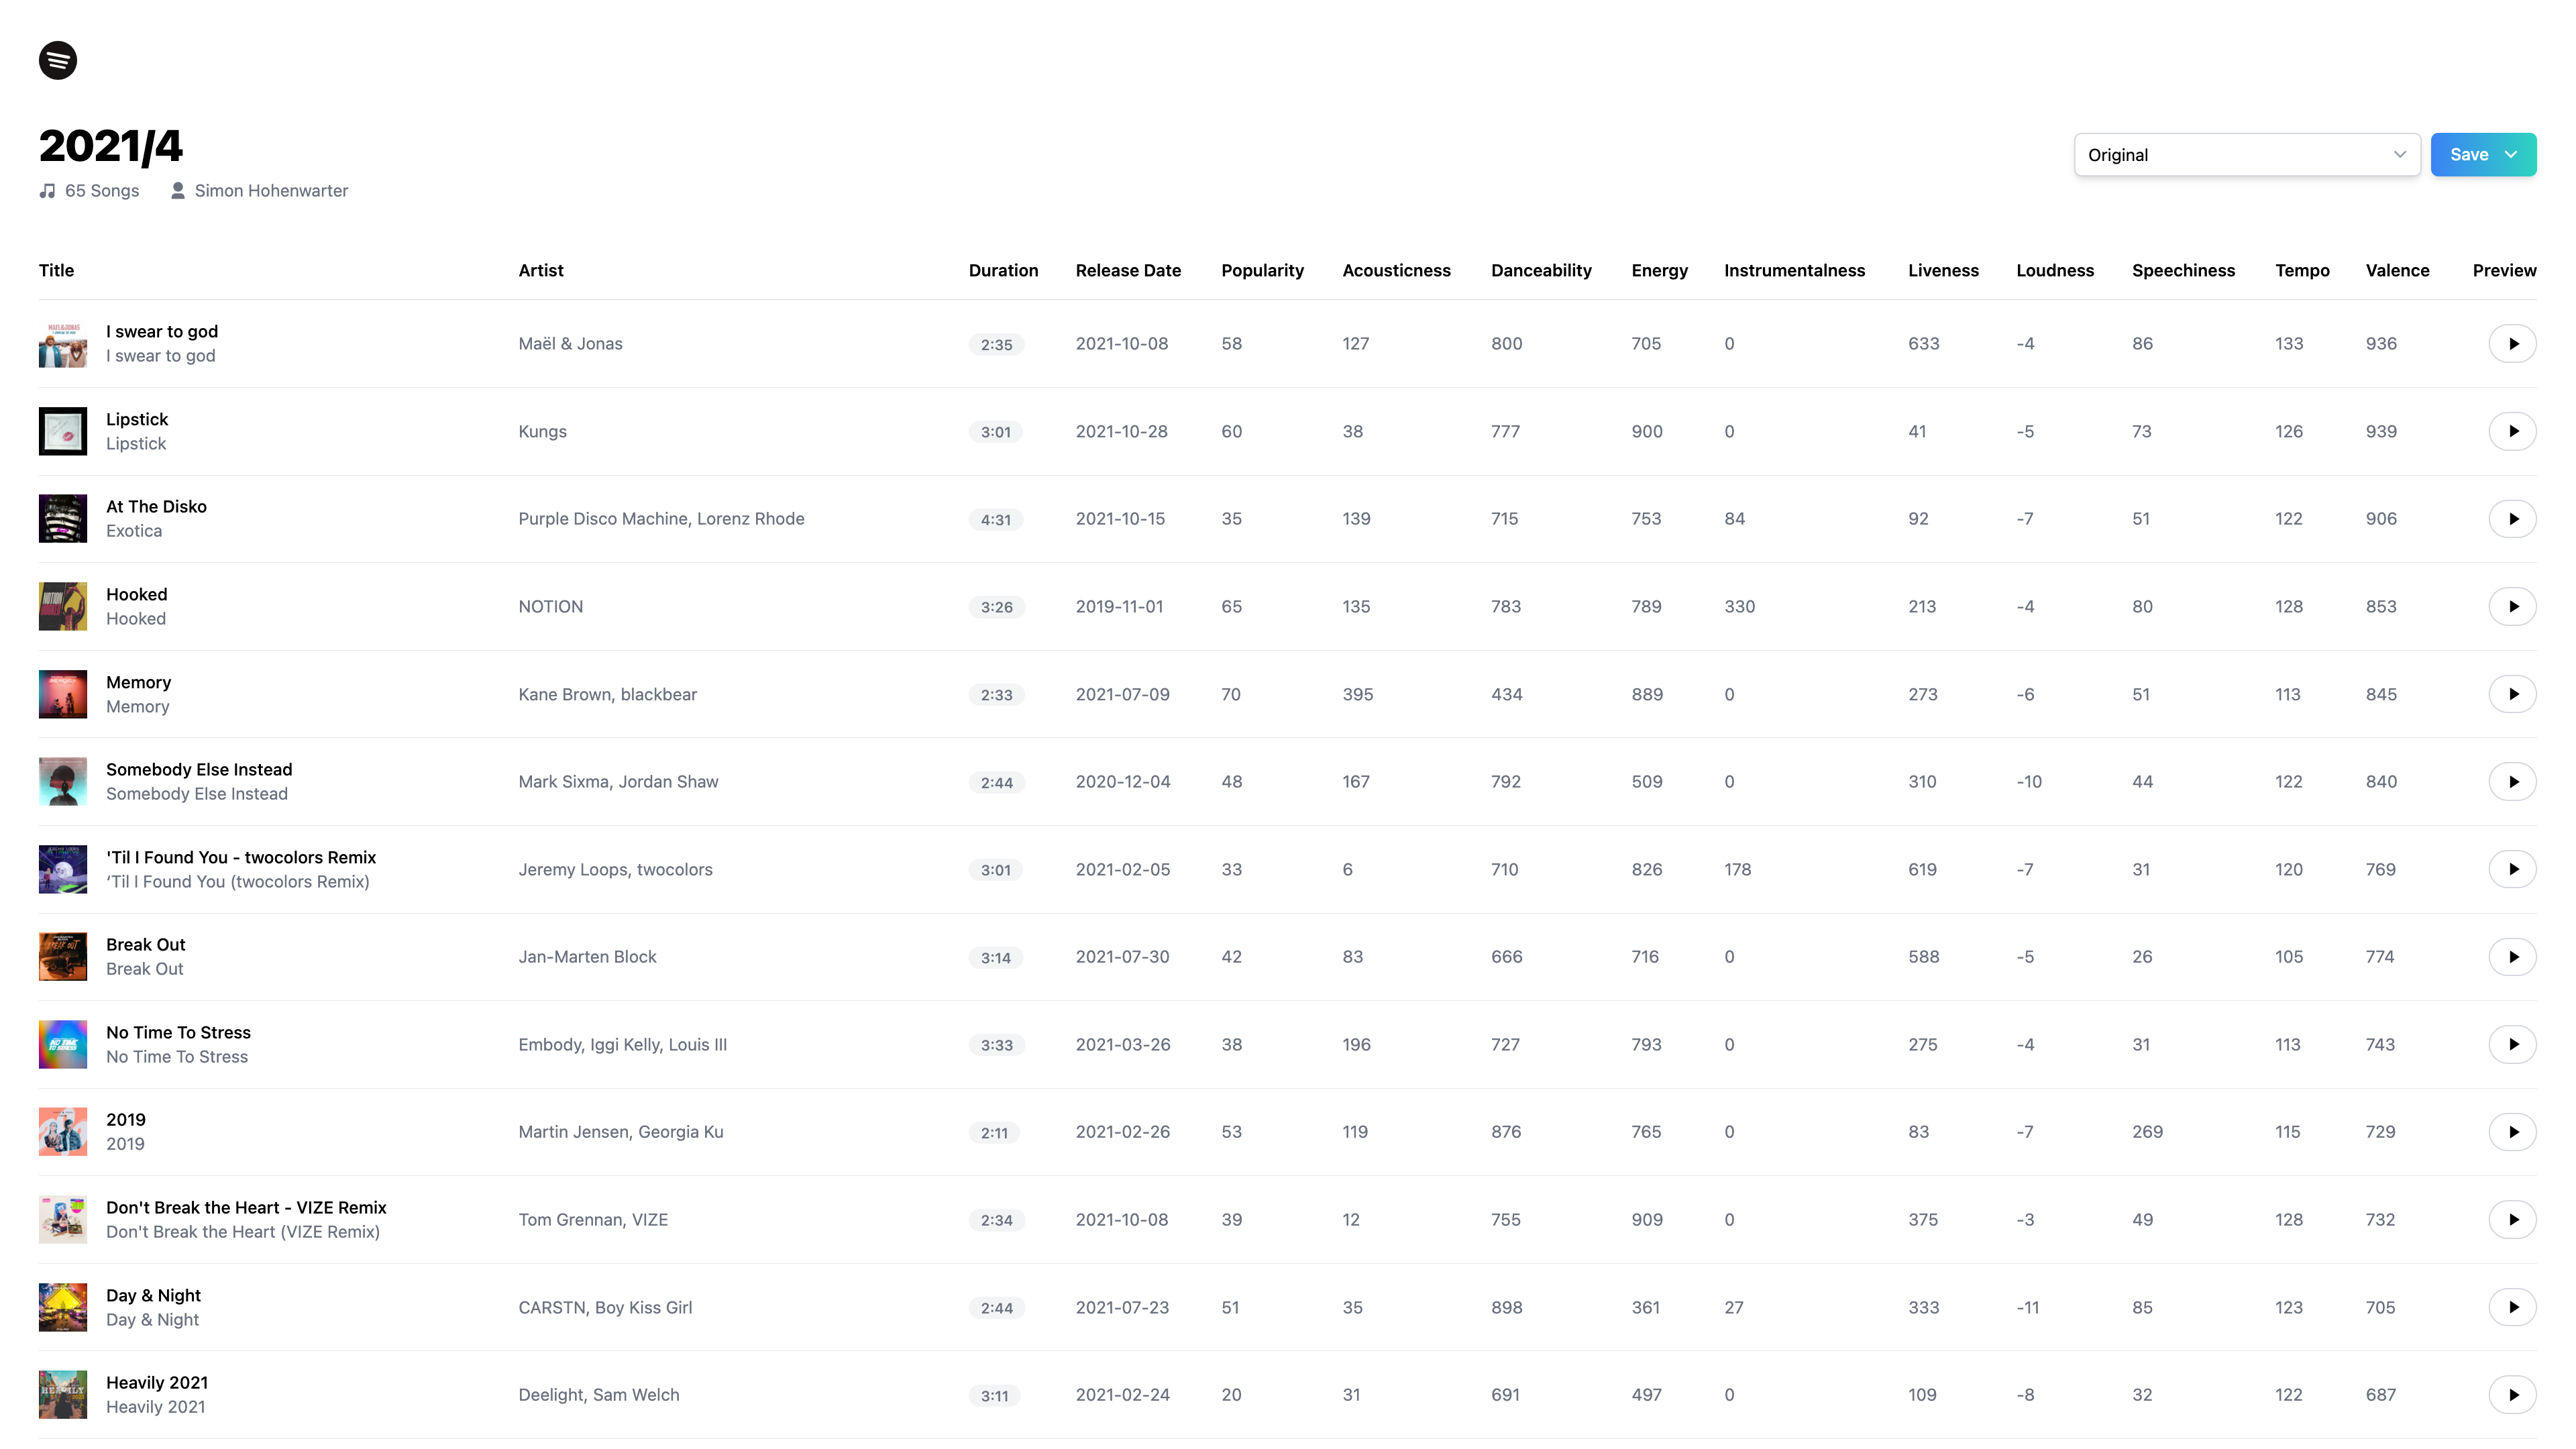 2021/4
65 Songs Simon Hohenwarter
Original Save
Title Artist Duration Release Date Popularity Acousticness Danceability Energy Instrumentalness Liveness Loudness Speechiness Tempo Valence Preview
I swear to god
I swear to god
Maël & Jonas 2:35 2021-10-08 58 127 800 705 0 633 -4 86 133 936
Lipstick
Lipstick
Kungs 3:01 2021-10-28 60 38 777 900 0 41 -5 73 126 939
At The Disko
Exotica
Purple Disco Machine, Lorenz Rhode 4:31 2021-10-15 35 139 715 753 84 92 -7 51 122 906
NOTION
Hooked
Hooked
NOTION 3:26 2019-11-01 65 135 783 789 330 213 -4 80 128 853
Memory
Memory
Kane Brown, blackbear 2:33 2021-07-09 70 395 434 889 0 273 -6 51 113 845
Somebody Else Instead
Somebody Else Instead
Mark Sixma, Jordan Shaw 2:44 2020-12-04 48 167 792 509 0 310 -10 44 122 840
'Til I Found You - twocolors Remix
‘Til I Found You (twocolors Remix)
Jeremy Loops, twocolors 3:01 2021-02-05 33 6 710 826 178 619 -7 31 120 769
BREAK OUT
Break Out
Break Out
Jan-Marten Block 3:14 2021-07-30 42 83 666 716 0 588 -5 26 105 774
NO TIME
TO STRESS
No Time To Stress
No Time To Stress
Embody, Iggi Kelly, Louis III 3:33 2021-03-26 38 196 727 793 0 275 -4 31 113 743
2019
2019
Martin Jensen, Georgia Ku 2:11 2021-02-26 53 119 876 765 0 83 -7 269 115 729
Don't Break the Heart - VIZE Remix
Don't Break the Heart (VIZE Remix)
Tom Grennan, VIZE 2:34 2021-10-08 39 12 755 909 0 375 -3 49 128 732
Day & Night
Day & Night
CARSTN, Boy Kiss Girl 2:44 2021-07-23 51 35 898 361 27 333 -11 85 123 705
HEAVILY
Heavily 2021
Heavily 2021
Deelight, Sam Welch 3:11 2021-02-24 20 31 691 497 0 109 -8 32 122 687